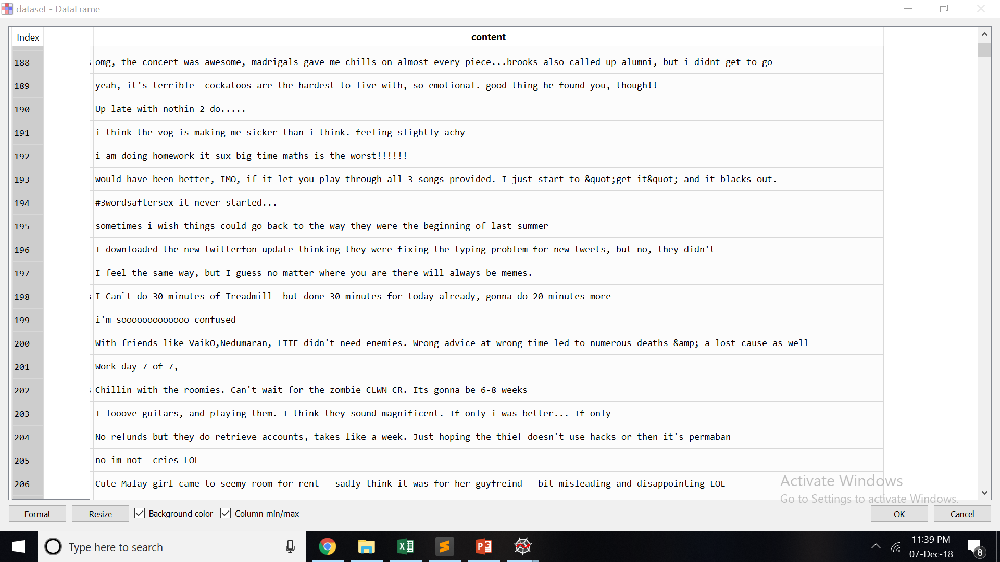 dataset - DataFrame
Index content
188 omg, the concert was awesome, madrigals gave me chills on almost every piece...brooks also called up alumni, but i didnt get to go
189 yeah, it's terrible  cockatoos are the hardest to live with, so emotional. good thing he found you, though!!
190 Up late with nothin 2 do.....
191 i think the vog is making me sicker than i think. feeling slightly achy
192 i am doing homework it sux big time maths is the worst!!!!!!
193 would have been better, IMO, if it let you play through all 3 songs provided. I just start to &quot;get it&quot; and it blacks out.
194 #3wordsaftersex it never started...
195 sometimes i wish things could go back to the way they were the beginning of last summer
196 I downloaded the new twitterfon update thinking they were fixing the typing problem for new tweets, but no, they didn't
197 I feel the same way, but I guess no matter where you are there will always be memes.
198 I Can`t do 30 minutes of Treadmill  but done 30 minutes for today already, gonna do 20 minutes more
199 i'm sooooooooooooo confused
200 With friends like VaikO,Nedumaran, LTTE didn't need enemies. Wrong advice at wrong time led to numerous deaths &amp; a lost cause as well
201 Work day 7 of 7,
202 Chillin with the roomies. Can't wait for the zombie CLWN CR. Its gonna be 6-8 weeks
203 I looove guitars, and playing them. I think they sound magnificent. If only i was better... If only
204 No refunds but they do retrieve accounts, takes like a week. Just hoping the thief doesn't use hacks or then it's permaban
205 no im not  cries LOL
206 Cute Malay girl came to seemy room for rent - sadly think it was for her guyfreind   bit misleading and disappointing LOL
Activate Windows
Go to Settings to activate Windows.
Format Resize Background color Column min/max OK Cancel
Type here to search
11:39 PM
07-Dec-18
8